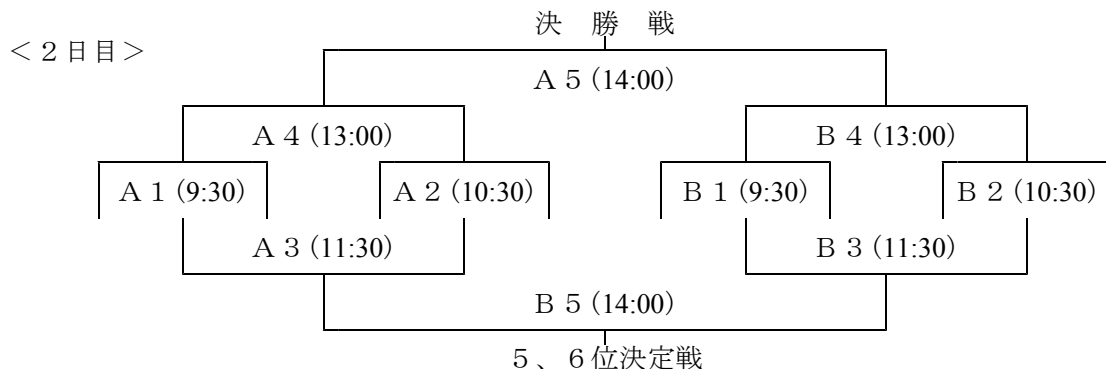 決　勝　戦
＜２日目＞
Ａ５(14:00)
Ａ４(13:00)　Ｂ４(13:00)
Ａ１(9:30)　Ａ２(10:30)　Ｂ１(9:30)　Ｂ２(10:30)
Ａ３(11:30)　Ｂ３(11:30)
Ｂ５(14:00)
５、６位決定戦